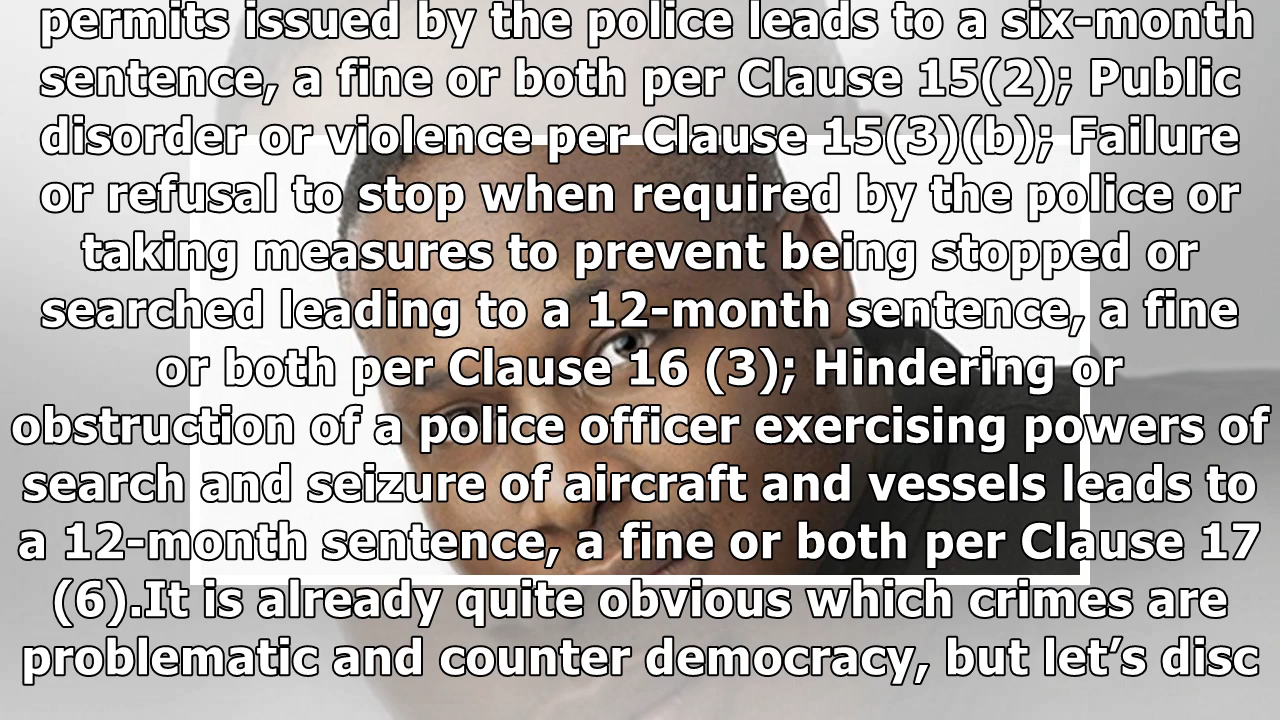 permits issued by the police leads to a six-month
sentence, a fine or both per Clause 15(2); Public
disorder or violence per Clause 15(3)(b); Failure
or refusal to stop when required by the police or
taking measures to prevent being stopped or
searched leading to a 12-month sentence, a fine
or both per Clause 16 (3); Hindering or
obstruction of a police officer exercising powers of
search and seizure of aircraft and vessels leads to
a 12-month sentence, a fine or both per Clause 17
(6).It is already quite obvious which crimes are
problematic and counter democracy, but let’s disc